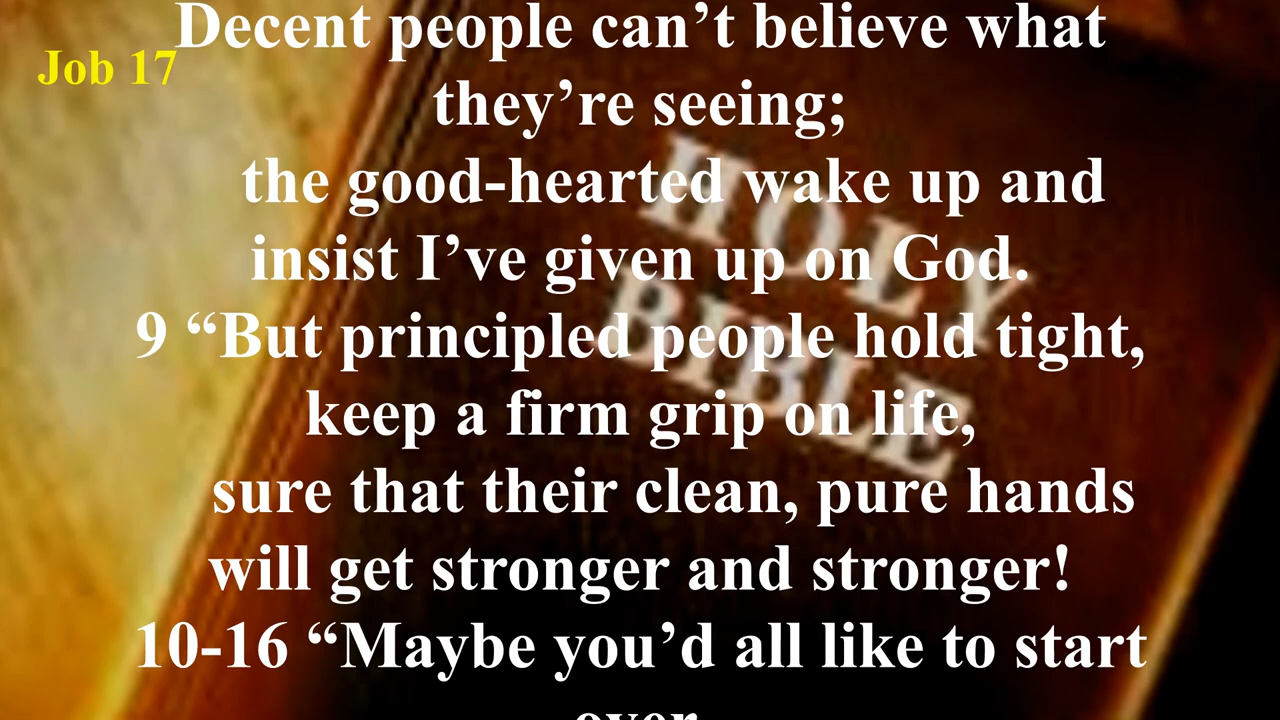 Decent people can’t believe what
Job 17
they’re seeing;
the good-hearted wake up and
insist I’ve given up on God.
9 “But principled people hold tight,
keep a firm grip on life,
sure that their clean, pure hands
will get stronger and stronger!
10-16 “Maybe you’d all like to start
over
HOLY
BIBLE